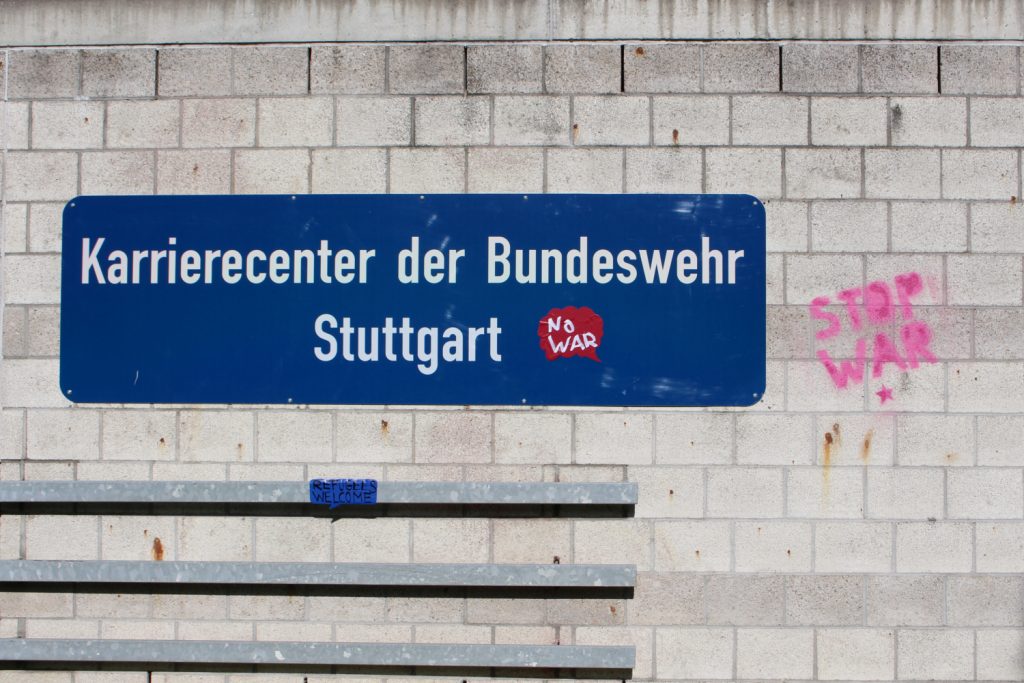 Karrierecenter der Bundeswehr
Stuttgart
NO
WAR
STOP
WAR
REFUGEES
WELCOME